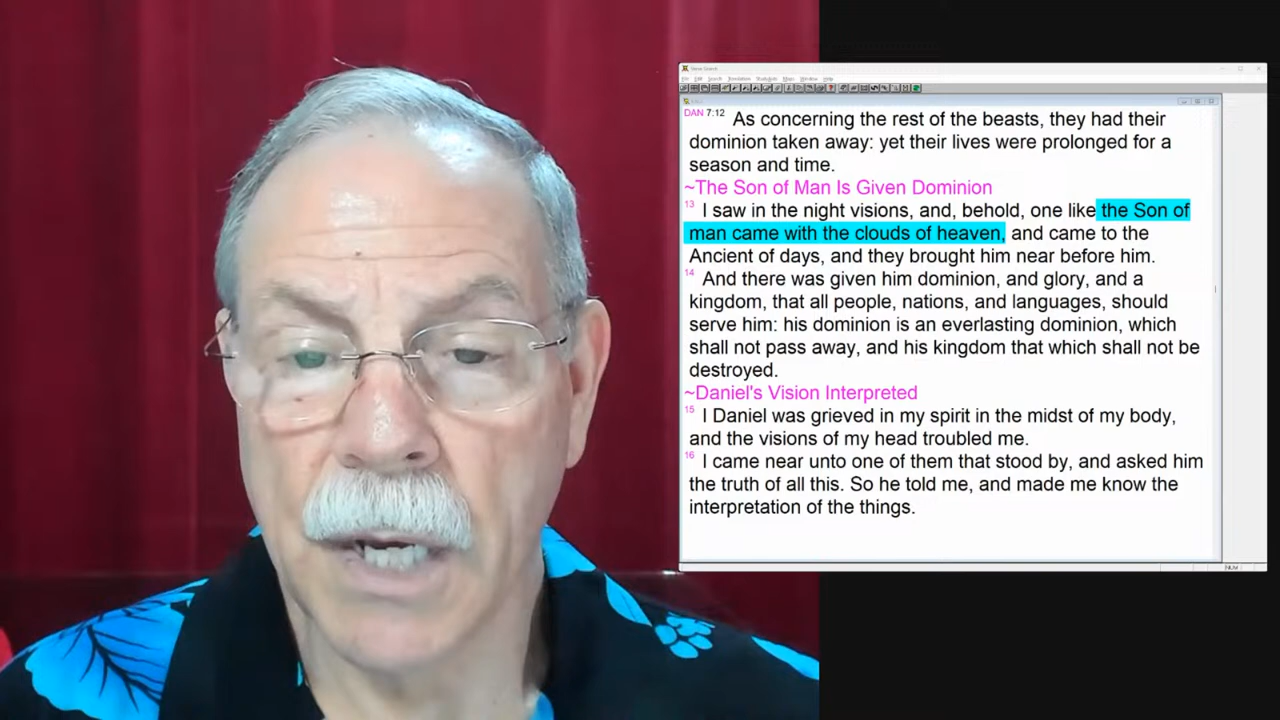 DAN 7:12 As concerning the rest of the beasts, they had their
dominion taken away: yet their lives were prolonged for a
season and time.
~The Son of Man Is Given Dominion
13 I saw in the night visions, and, behold, one like the Son of
man came with the clouds of heaven, and came to the
Ancient of days, and they brought him near before him.
14 And there was given him dominion, and glory, and a
kingdom, that all people, nations, and languages, should
serve him: his dominion is an everlasting dominion, which
shall not pass away, and his kingdom that which shall not be
destroyed.
~Daniel's Vision Interpreted
15 I Daniel was grieved in my spirit in the midst of my body,
and the visions of my head troubled me.
16 I came near unto one of them that stood by, and asked him
the truth of all this. So he told me, and made me know the
interpretation of the things.
NUM